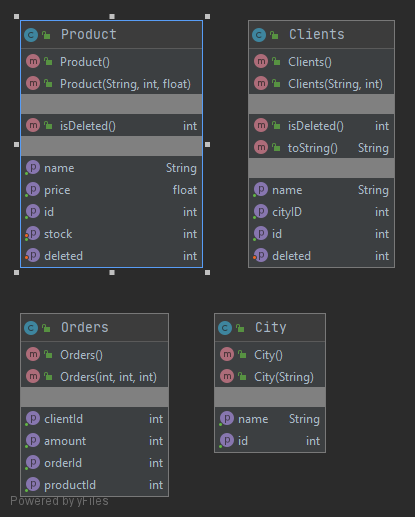 Product
Product()
Product(String, int, float)
isDeleted() int
name String
price float
id int
stock int
deleted int
Clients
Clients()
Clients(String, int)
isDeleted() int
toString() String
name String
cityID int
id int
deleted int
Orders
Orders()
Orders(int, int, int)
clientId int
amount int
orderId int
productId int
City
City()
City(String)
name String
id int
Powered by yFiles